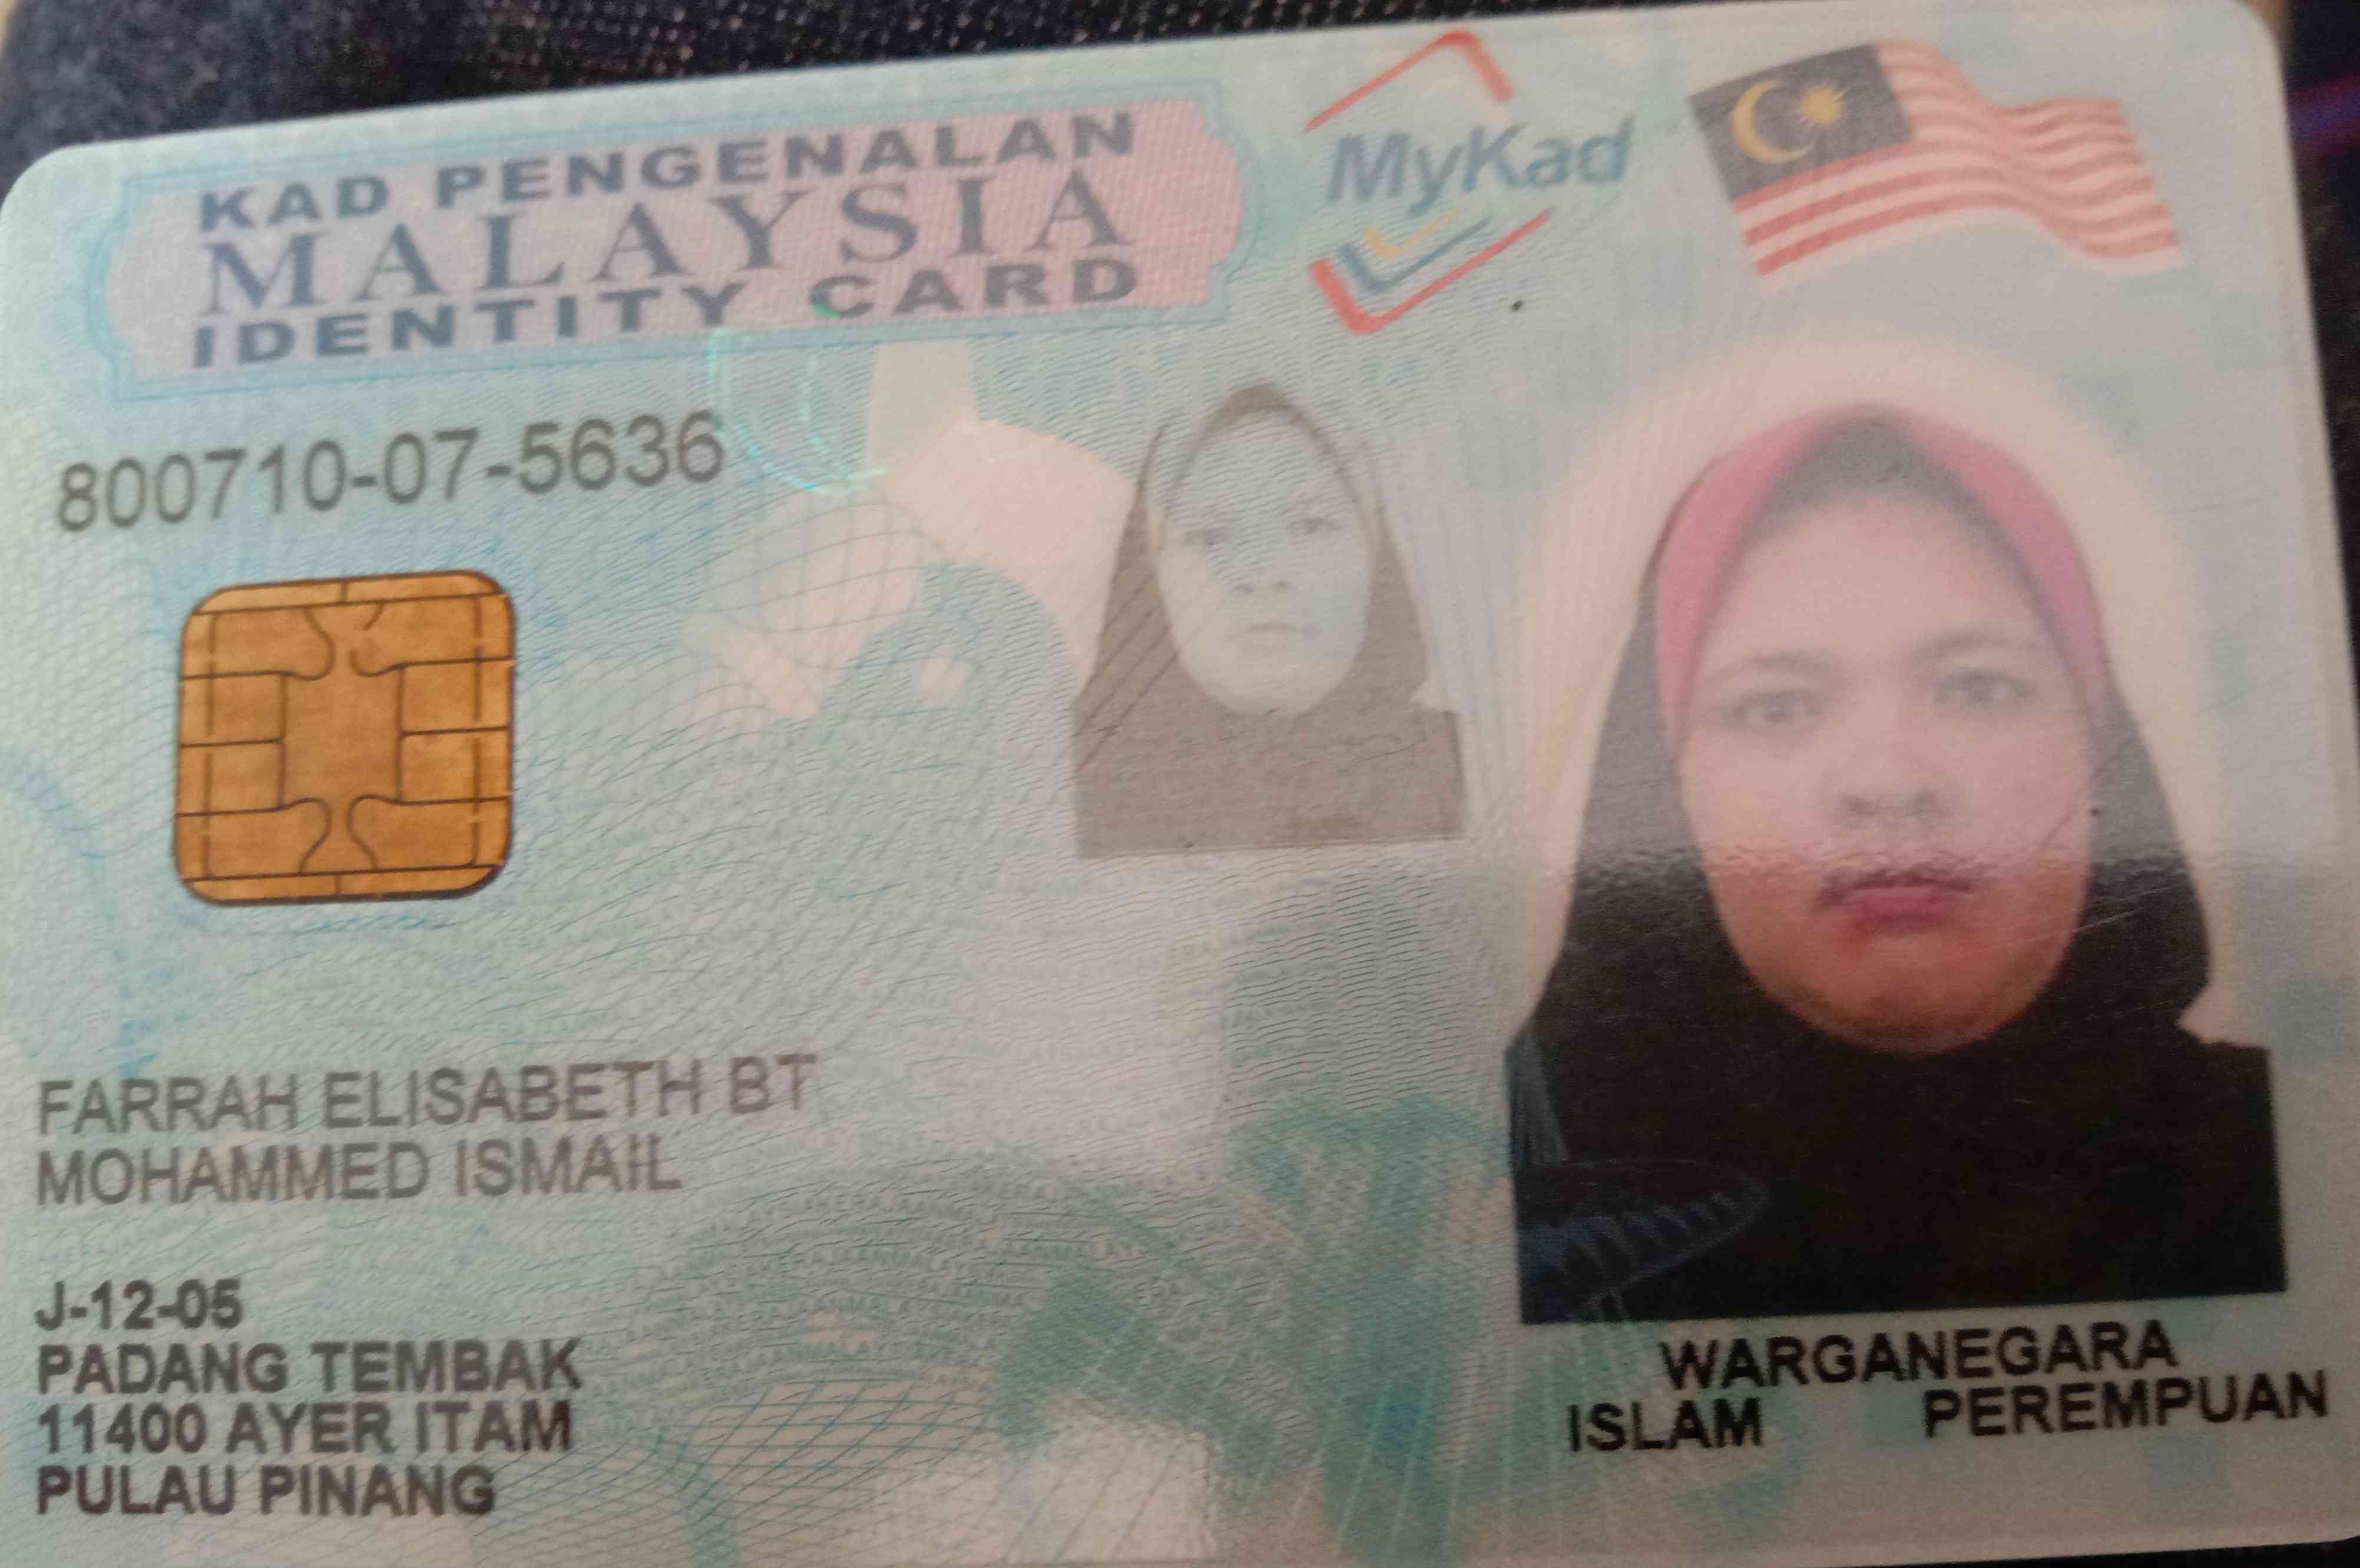 KAD PENGENALAN
MALAYSIA
IDENTITY CARD
MyKad
800710-07-5636
FARRAH ELISABETH BT
MOHAMMED ISMAIL
J-12-05
PADANG TEMBAK
11400 AYER ITAM
PULAU PINANG
WARGANEGARA
ISLAM PEREMPUAN